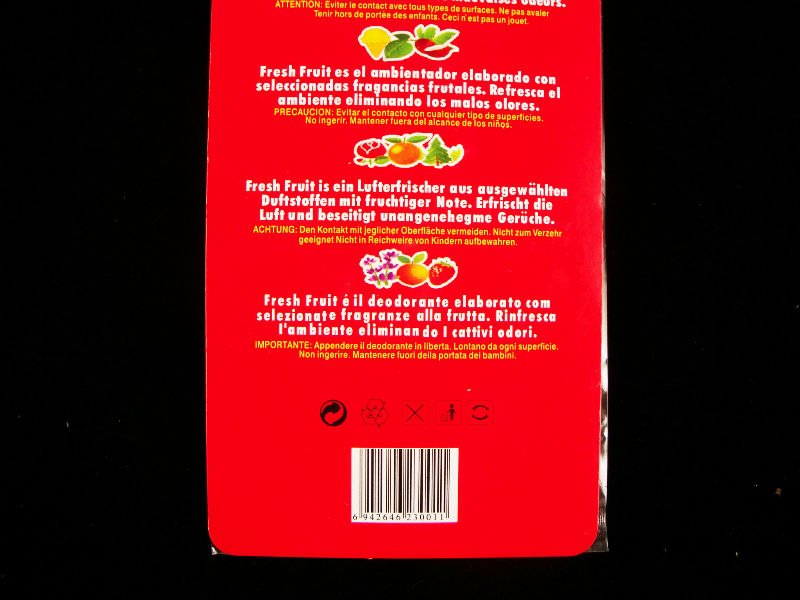 mauvaises odeurs.
ATTENTION: Eviter le contact avec tous types de surfaces. Ne pas avaler
Tenir hors de portée des enfants. Ceci n'est pas un jouet.
Fresh Fruit es el ambientador elaborado con
seleccionadas fragancias frutales. Refresca el
ambiente eliminando los malos olores.
PRECAUCION: Evitar el contacto con cualquier tipo de superficies.
No ingerir. Mantener fuera del alcance de los niños.
Fresh Fruit is ein Lufterfrischer aus ausgewählten
Duftstoffen mit fruchtiger Note. Erfrischt die
Luft und beseitigt unangenehegme Gerüche.
ACHTUNG: Den Kontakt mit jeglicher Oberfläche vermeiden. Nicht zum Verzehr
geeignet Nicht in Reichweire von Kindern aufbewahren.
Fresh Fruit é il deodorante elaborato com
selezionate fragranze alla frutta. Rinfresca
l'ambiente eliminando I cattivi odori.
IMPORTANTE: Appendere il deodorante in liberta. Lontano da ogni superficie.
Non ingerire. Mantenere fuori della portata dei bambini.
6 942646 230011